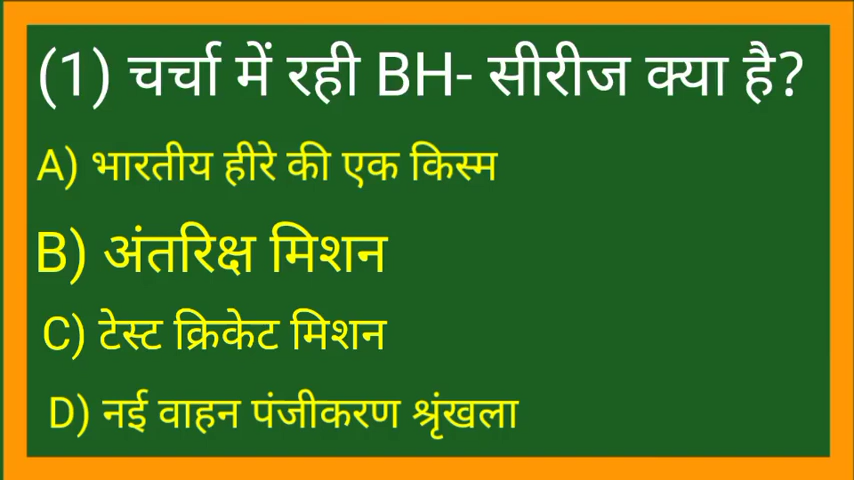 (1) चर्चा में रही BH- सीरीज क्या है?
A) भारतीय हीरे की एक किस्म
B) अंतरिक्ष मिशन
C) टेस्ट क्रिकेट मिशन
D) नई वाहन पंजीकरण श्रृंखला